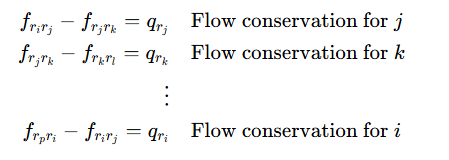 f_{r_i r_j} − f_{r_j r_k} = q_{r_j} Flow conservation for j
f_{r_j r_k} − f_{r_k r_l} = q_{r_k} Flow conservation for k
⋮
f_{r_p r_i} − f_{r_i r_j} = q_{r_i} Flow conservation for i